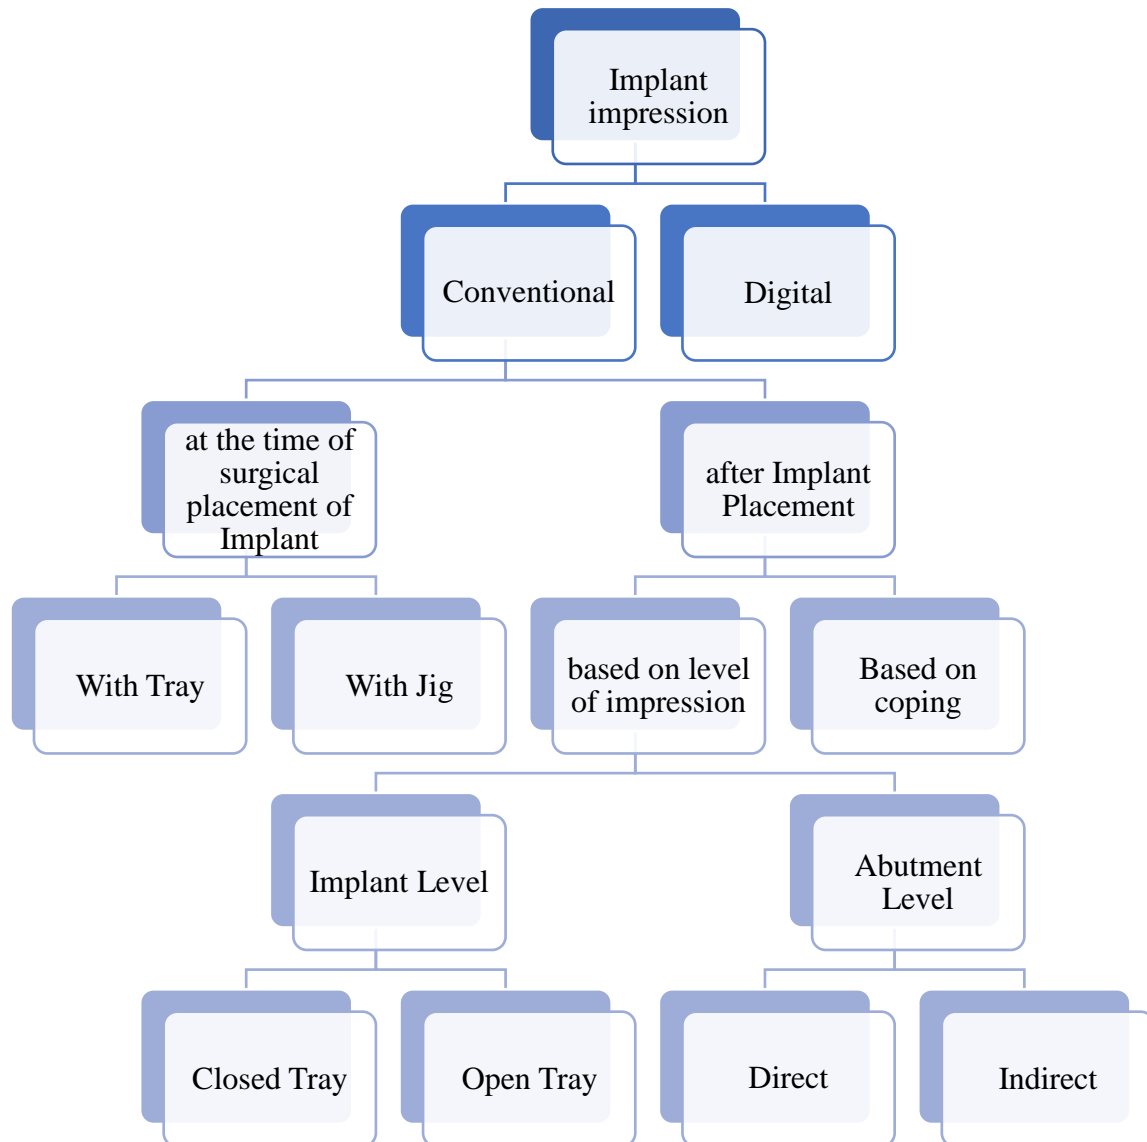 Implant
impression
Conventional
Digital
at the time of
surgical
placement of
Implant
after Implant
Placement
With Tray
With Jig
based on level
of impression
Based on
coping
Implant Level
Abutment
Level
Closed Tray
Open Tray
Direct
Indirect